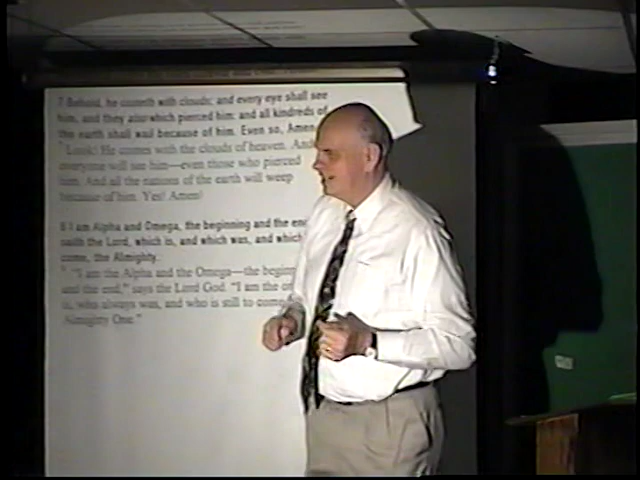 7 Behold, he cometh with clouds; and every eye shall see
him, and they also which pierced him: and all kindreds of
the earth shall wail because of him. Even so, Amen
7 Look! He comes with the clouds of heaven. And
everyone will see him—even those who pierced
him. And all the nations of the earth will weep
because of him. Yes! Amen!
8 I am Alpha and Omega, the beginning and the en
saith the Lord, which is, and which was, and which
come, the Almighty.
8 "I am the Alpha and the Omega—the begin
and the end," says the Lord God. "I am the o
is, who always was, and who is still to come
Almighty One."